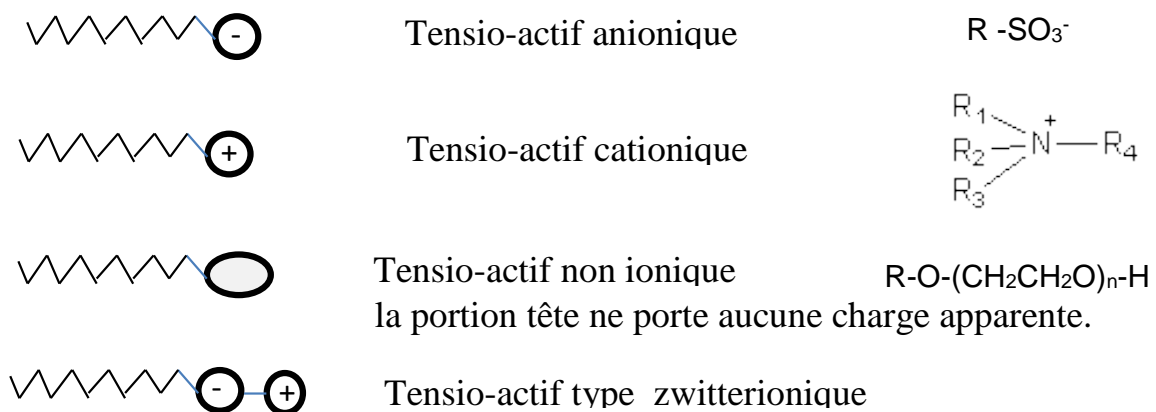 - Tensio-actif anionique R -SO₃⁻
+ Tensio-actif cationique
R₁
R₂ N⁺ R₄
R₃
Tensio-actif non ionique R-O-(CH₂CH₂O)ₙ-H
la portion tête ne porte aucune charge apparente.
- + Tensio-actif type zwitterionique